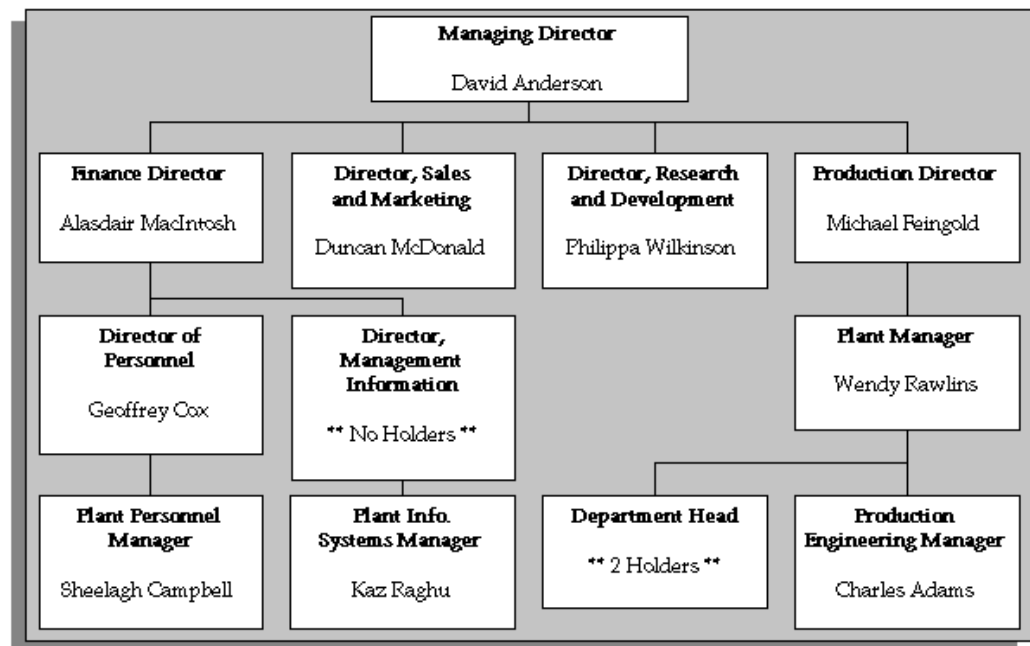 Managing Director
David Anderson
Finance Director
Alasdair MacIntosh
Director, Sales
and Marketing
Duncan McDonald
Director, Research
and Development
Philippa Wilkinson
Production Director
Michael Feingold
Director of
Personnel
Geoffrey Cox
Director,
Management
Information
** No Holders **
Plant Manager
Wendy Rawlins
Plant Personnel
Manager
Sheelagh Campbell
Plant Info.
Systems Manager
Kaz Raghu
Department Head
** 2 Holders **
Production
Engineering Manager
Charles Adams